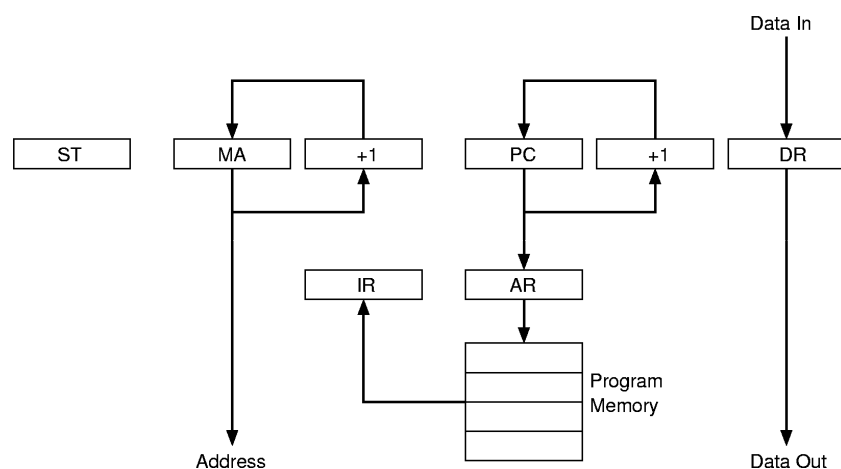 Data In
ST
MA
+1
PC
+1
DR
IR
AR
Program
Memory
Address
Data Out